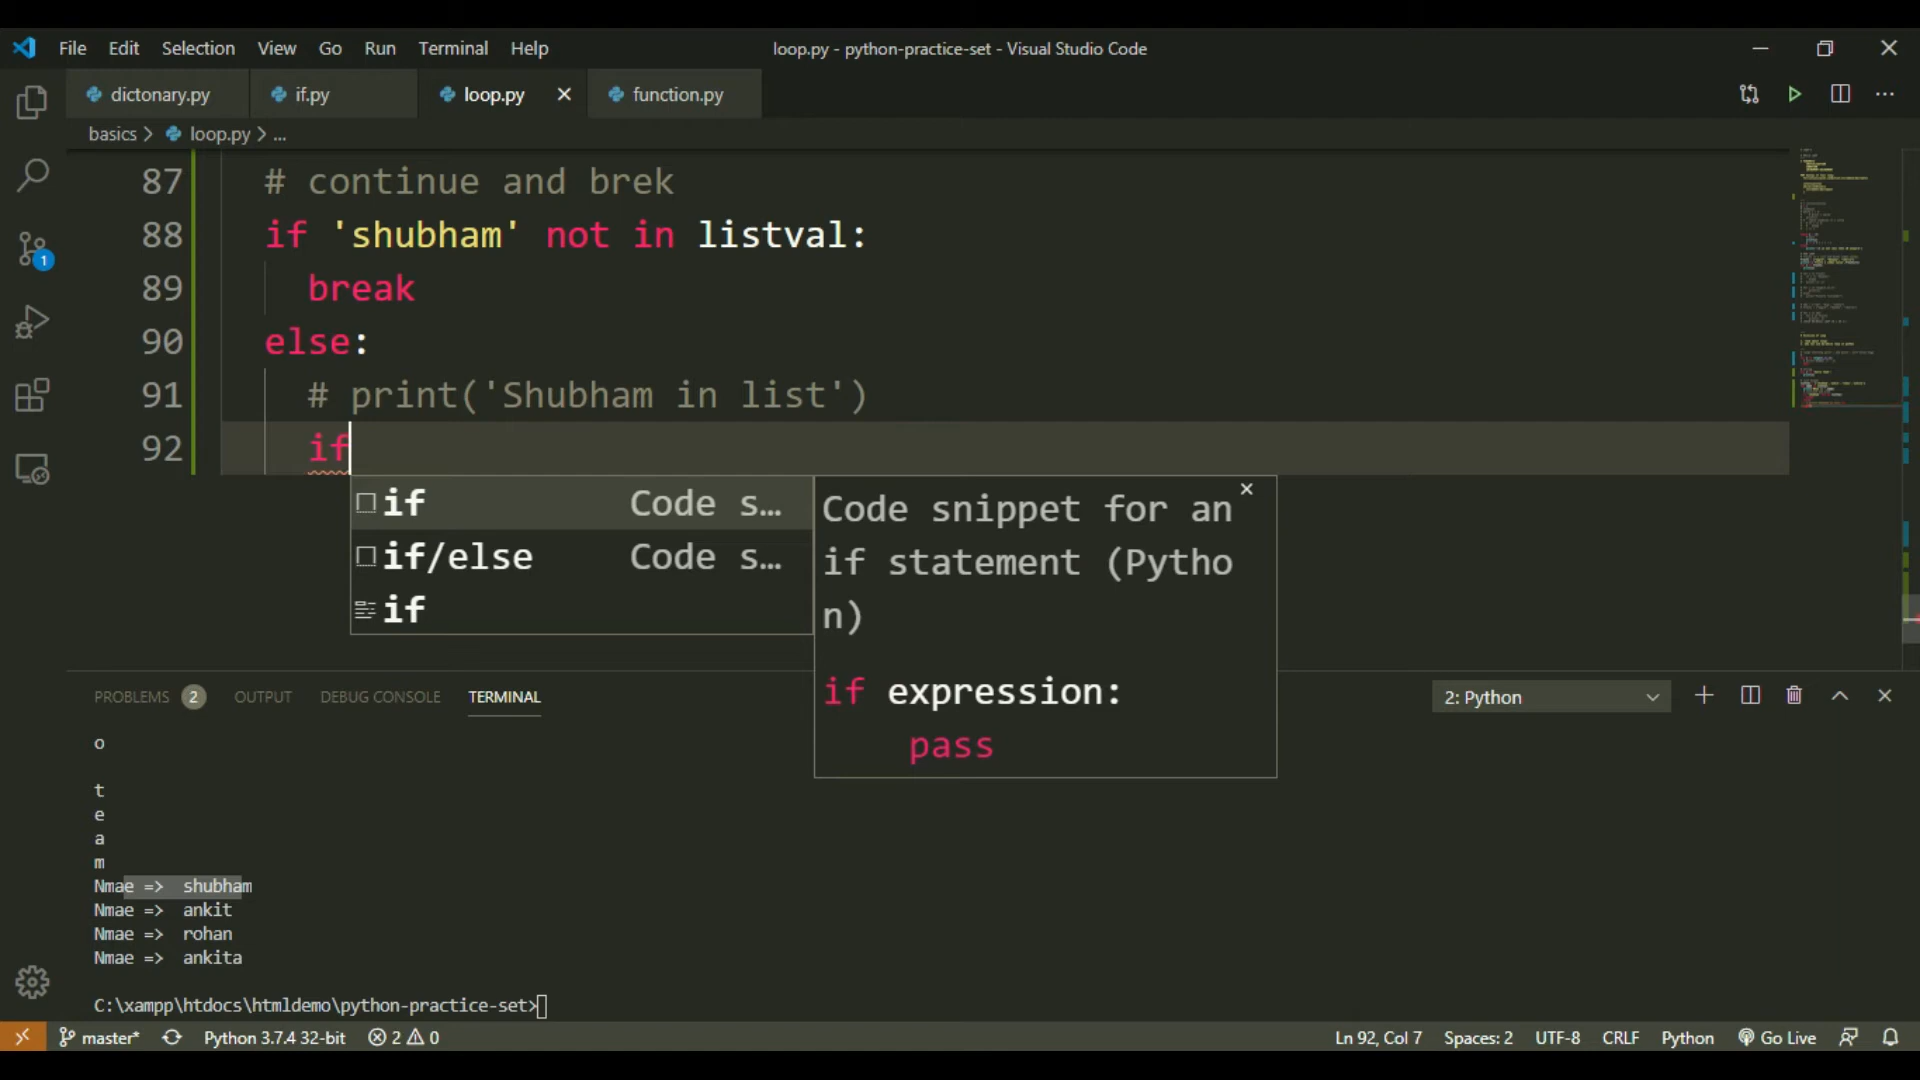 File Edit Selection View Go Run Terminal Help
loop.py - python-practice-set - Visual Studio Code
dictonary.py if.py loop.py function.py
basics > loop.py > ...
87 # continue and brek
88 if 'shubham' not in listval:
89 break
90 else:
91 # print('Shubham in list')
92 if
if Code s...
if/else Code s...
if
Code snippet for an
if statement (Pytho
n)
if expression:
pass
1
PROBLEMS 2 OUTPUT DEBUG CONSOLE TERMINAL
2: Python
o
t
e
a
m
Nmae => shubham
Nmae => ankit
Nmae => rohan
Nmae => ankita
C:\xampp\htdocs\htmldemo\python-practice-set>
master* Python 3.7.4 32-bit 2 0
Ln 92, Col 7 Spaces: 2 UTF-8 CRLF Python Go Live